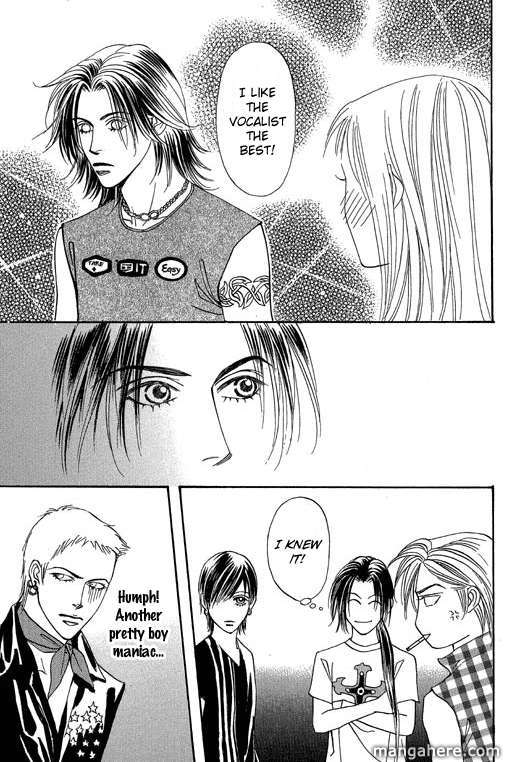 I LIKE
THE
VOCALIST
THE
BEST!
TAKE
IT
Easy
I KNEW
IT!
Humph!
Another
pretty boy
maniac...
mangahere.com